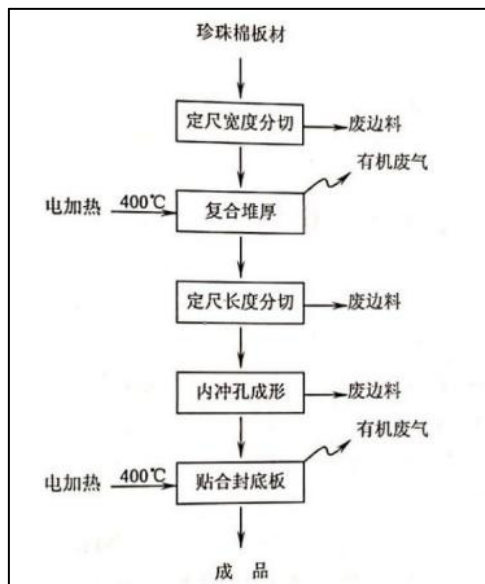 珍珠棉板材
定尺宽度分切
废边料
有机废气
电加热
400℃
复合堆厚
定尺长度分切
废边料
内冲孔成形
废边料
有机废气
电加热
400℃
贴合封底板
成 品